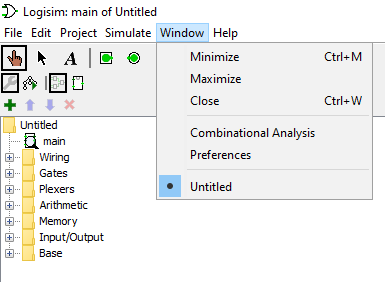 Logisim: main of Untitled
File Edit Project Simulate Window Help
A
Minimize Ctrl+M
Maximize
Close Ctrl+W
Combinational Analysis
Preferences
Untitled
Untitled
main
Wiring
Gates
Plexers
Arithmetic
Memory
Input/Output
Base